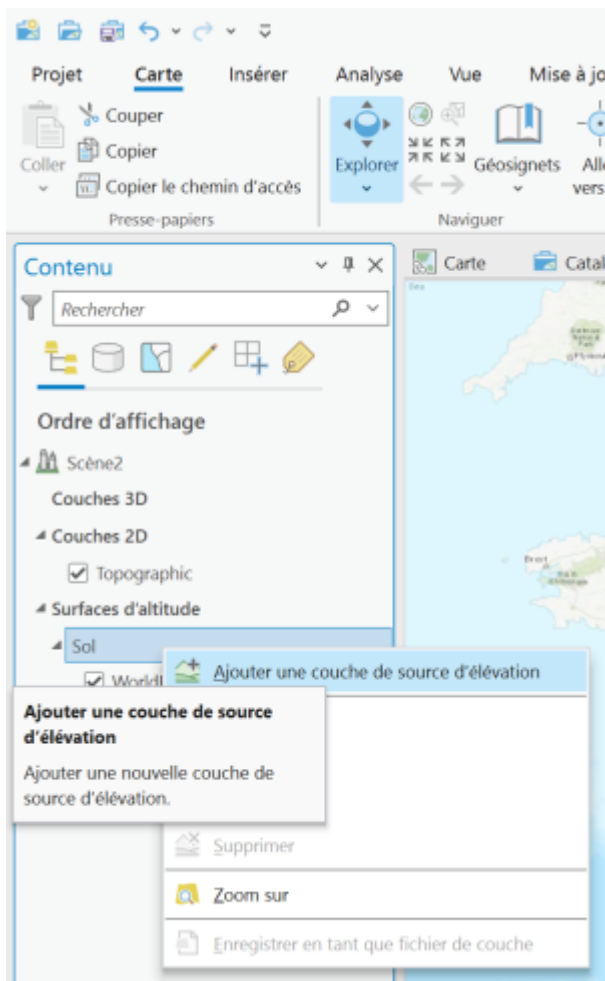 Projet Carte Insérer Analyse Vue Mise à jo
Couper
Copier
Coller
Copier le chemin d'accès
Presse-papiers
Explorer
Géosignets
Alle
vers
Naviguer
Contenu
Carte Catal
Rechercher
Ordre d'affichage
Scène2
Couches 3D
Couches 2D
Topographic
Surfaces d'altitude
Sol
Ajouter une couche de source d'élévation
Ajouter une couche de source
d'élévation
Ajouter une nouvelle couche de
source d'élévation.
Supprimer
Zoom sur
Enregistrer en tant que fichier de couche